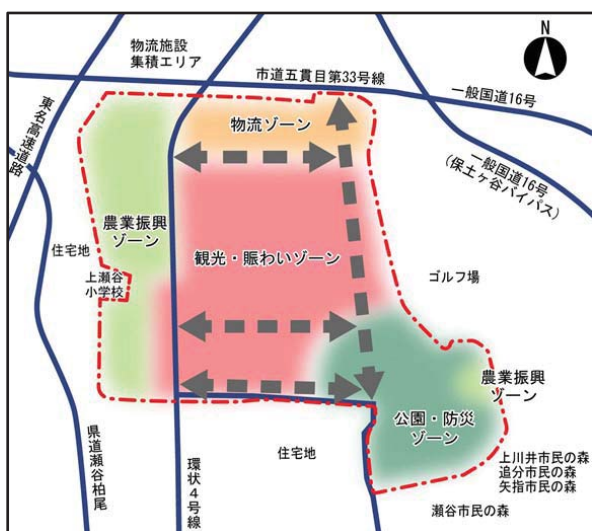 物流施設
集積エリア
N
市道五貫目第33号線
一般国道16号
東名高速道路
物流ゾーン
一般国道16号
(保土ヶ谷バイパス)
農業振興
ゾーン
住宅地
観光・賑わいゾーン
上瀬谷
小学校
ゴルフ場
農業振興
ゾーン
公園・防災
ゾーン
県道瀬谷柏尾
環状4号線
住宅地
上川井市民の森
追分市民の森
矢指市民の森
瀬谷市民の森